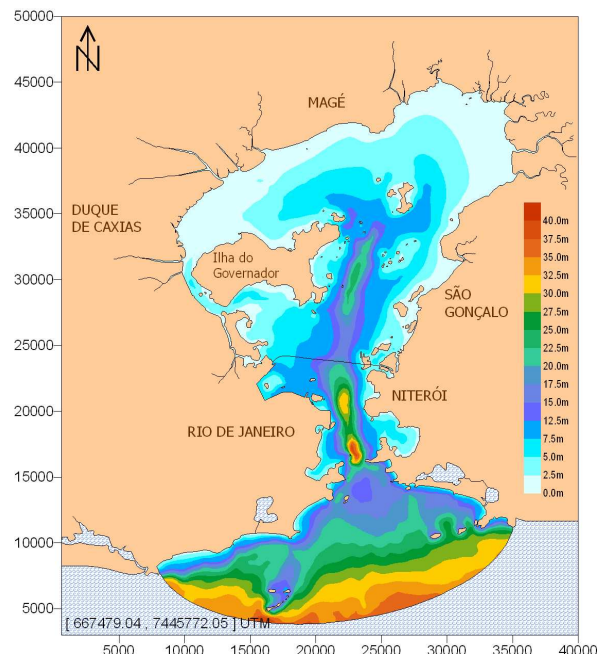 50000
N
45000
MAGÉ
40000
35000
DUQUE
DE CAXIAS
Ilha do
Governador
30000
SÃO
GONÇALO
25000
NITERÓI
20000
RIO DE JANEIRO
15000
10000
5000
40.0m
37.5m
35.0m
32.5m
30.0m
27.5m
25.0m
22.5m
20.0m
17.5m
15.0m
12.5m
10.0m
7.5m
5.0m
2.5m
0.0m
[ 667479.04 , 7445772.05 ] UTM
5000 10000 15000 20000 25000 30000 35000 40000